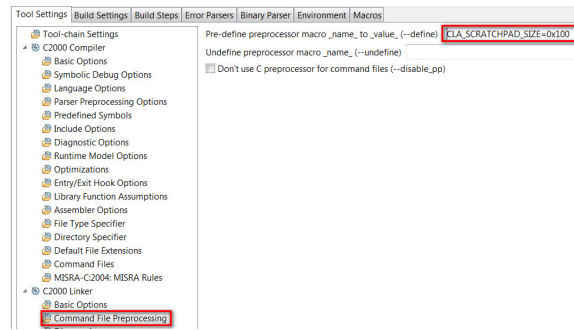 Tool Settings Build Settings Build Steps Error Parsers Binary Parser Environment Macros
Tool-chain Settings
C2000 Compiler
Basic Options
Symbolic Debug Options
Language Options
Parser Preprocessing Options
Predefined Symbols
Include Options
Diagnostic Options
Runtime Model Options
Optimizations
Entry/Exit Hook Options
Library Function Assumptions
Assembler Options
File Type Specifier
Directory Specifier
Default File Extensions
Command Files
MISRA-C:2004: MISRA Rules
C2000 Linker
Basic Options
Command File Preprocessing
Pre-define preprocessor macro _name_ to _value_ (--define) CLA_SCRATCHPAD_SIZE=0x100
Undefine preprocessor macro _name_ (--undefine)
Don't use C preprocessor for command files (--disable_pp)